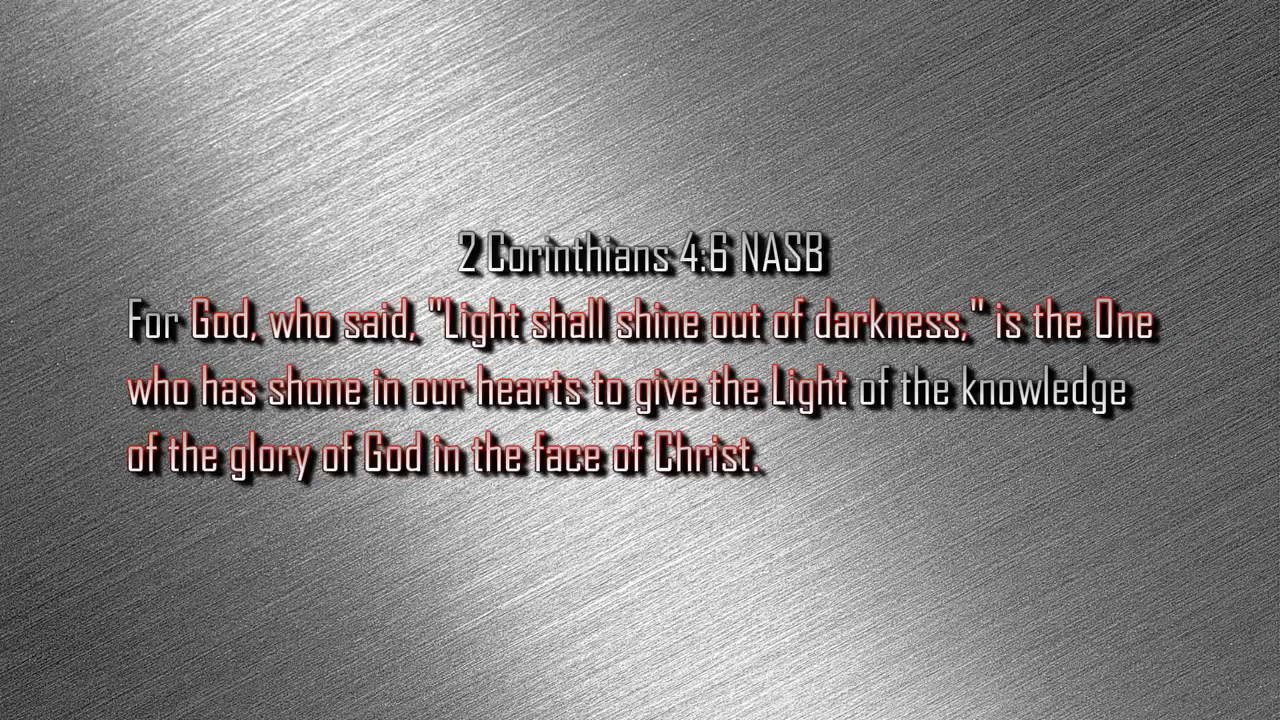 2 Corinthians 4:6 NASB
For God, who said, "Light shall shine out of darkness," is the One
who has shone in our hearts to give the Light of the knowledge
of the glory of God in the face of Christ.